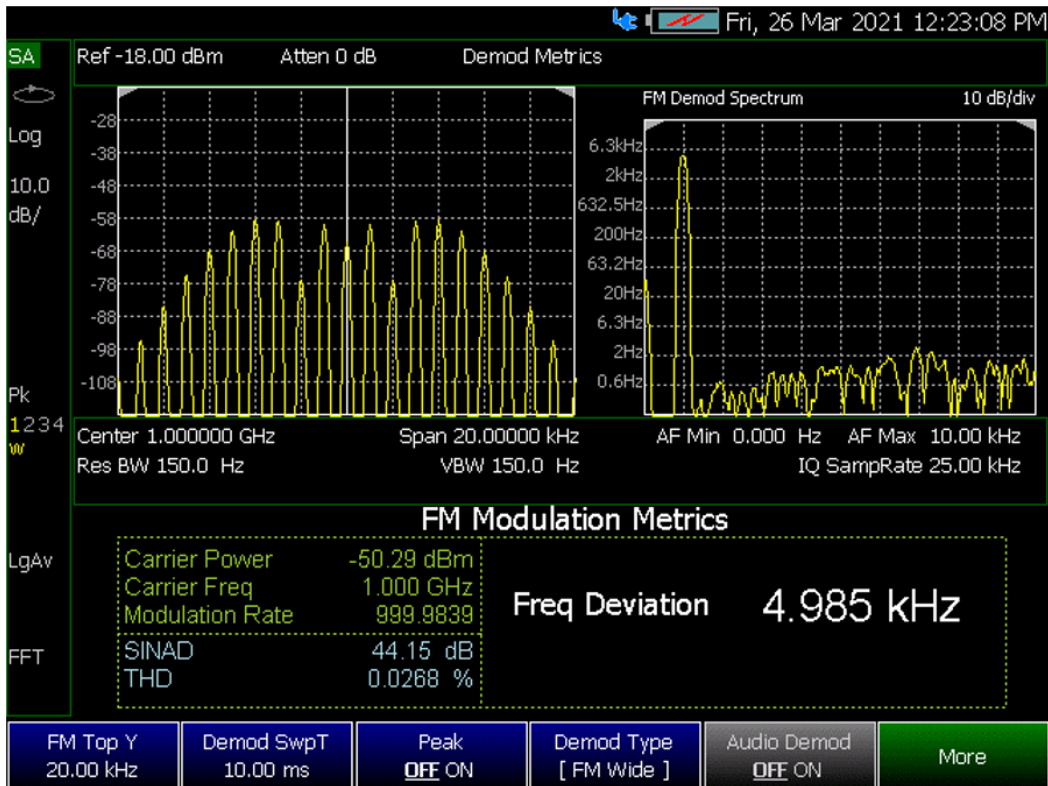 Fri, 26 Mar 2021 12:23:08 PM
SA
Ref -18.00 dBm Atten 0 dB Demod Metrics
Log
10.0
dB/
Pk
1234
W
LgAv
FFT
-28
-38
-48
-58
-68
-78
-88
-98
-108
FM Demod Spectrum 10 dB/div
6.3kHz
2kHz
632.5Hz
200Hz
63.2Hz
20Hz
6.3Hz
2Hz
0.6Hz
Center 1.000000 GHz Span 20.00000 kHz
Res BW 150.0 Hz VBW 150.0 Hz
AF Min 0.000 Hz AF Max 10.00 kHz
IQ SampRate 25.00 kHz
FM Modulation Metrics
Carrier Power -50.29 dBm
Carrier Freq 1.000 GHz
Modulation Rate 999.9839
SINAD 44.15 dB
THD 0.0268 %
Freq Deviation 4.985 kHz
FM Top Y
20.00 kHz
Demod SwpT
10.00 ms
Peak
OFF ON
Demod Type
[ FM Wide ]
Audio Demod
OFF ON
More